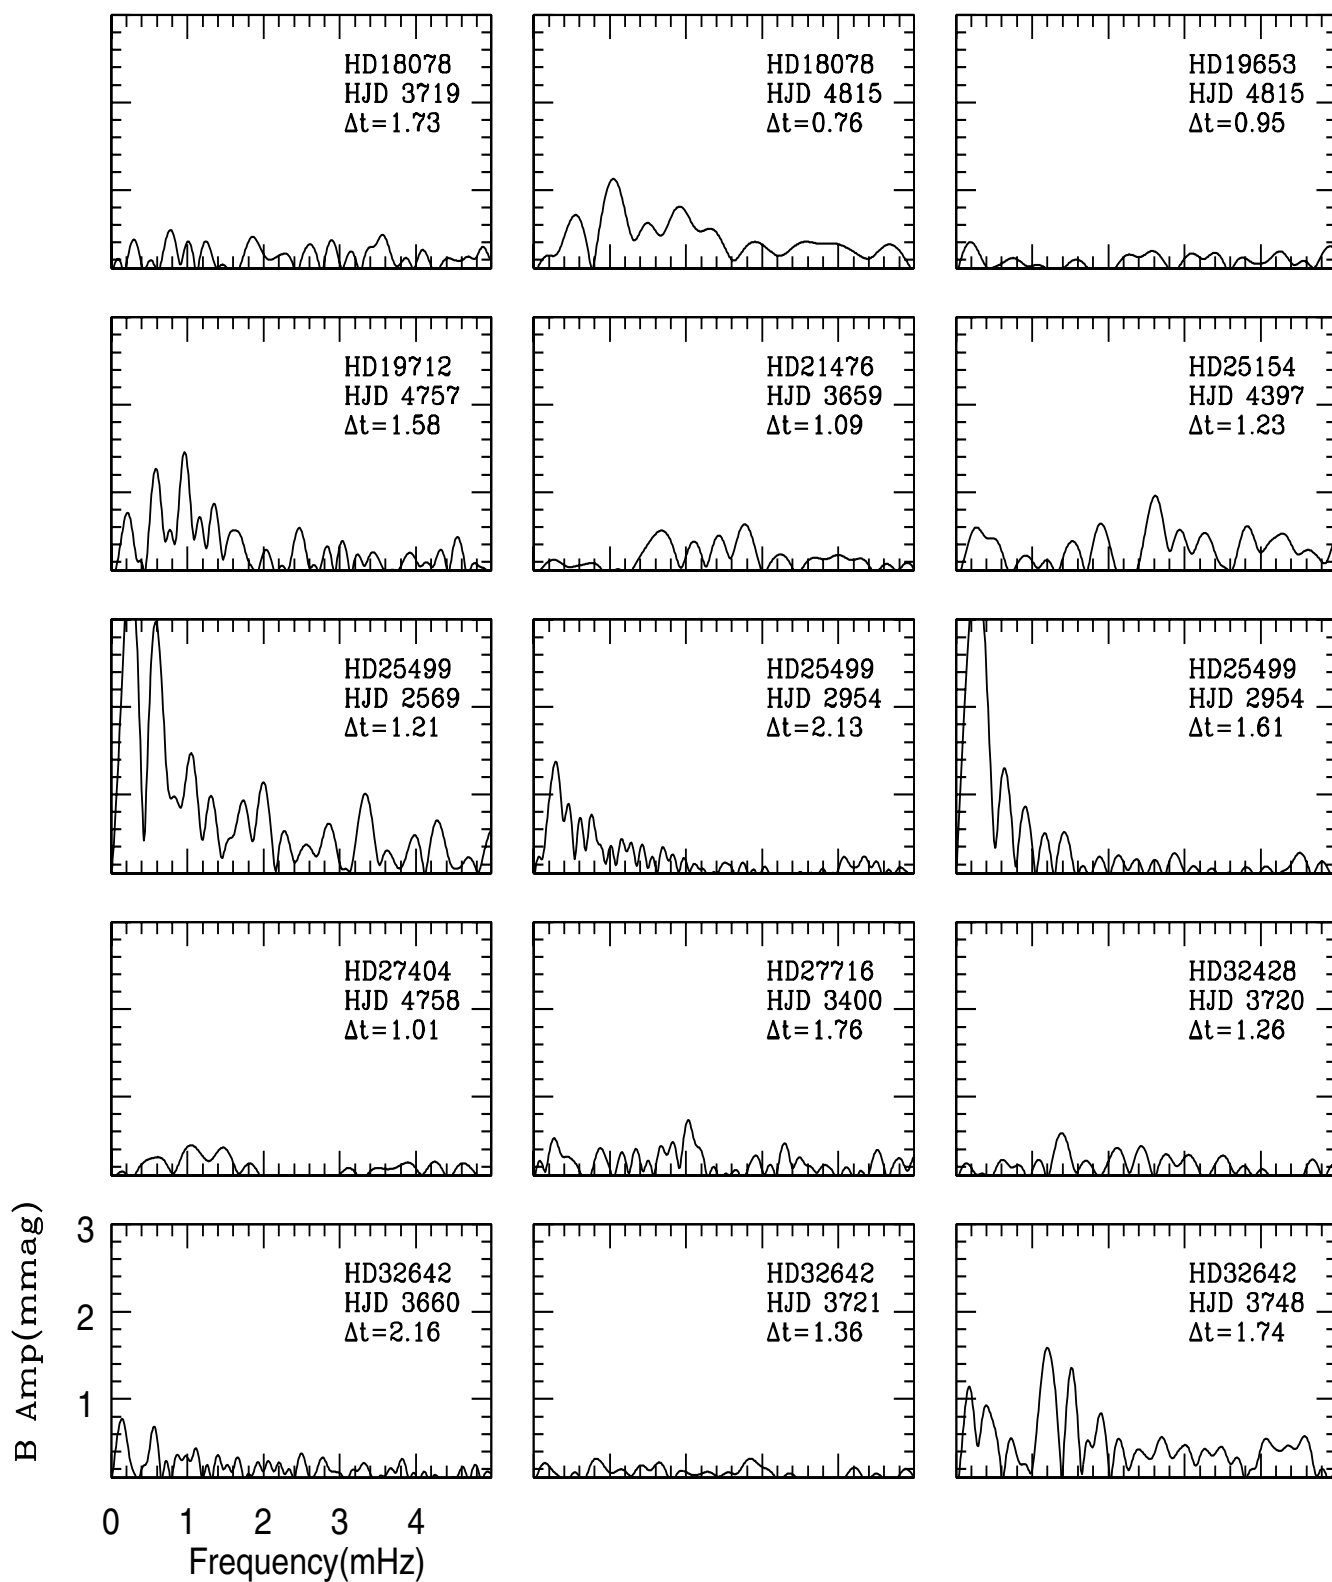 HD18078
HJD 3719
Δt=1.73
HD18078
HJD 4815
Δt=0.76
HD19653
HJD 4815
Δt=0.95
HD19712
HJD 4757
Δt=1.58
HD21476
HJD 3659
Δt=1.09
HD25154
HJD 4397
Δt=1.23
HD25499
HJD 2569
Δt=1.21
HD25499
HJD 2954
Δt=2.13
HD25499
HJD 2954
Δt=1.61
HD27404
HJD 4758
Δt=1.01
HD27716
HJD 3400
Δt=1.76
HD32428
HJD 3720
Δt=1.26
B Amp(mmag)
3
2
1
HD32642
HJD 3660
Δt=2.16
HD32642
HJD 3721
Δt=1.36
HD32642
HJD 3748
Δt=1.74
0 1 2 3 4
Frequency(mHz)